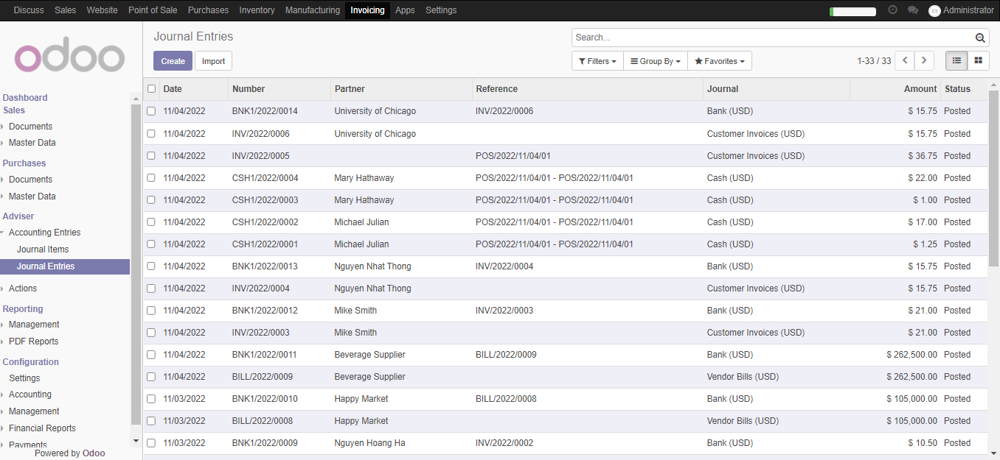 Discuss Sales Website Point of Sale Purchases Inventory Manufacturing Invoicing Apps Settings Administrator
odoo
Dashboard
Sales
Documents
Master Data
Purchases
Documents
Master Data
Adviser
Accounting Entries
Journal Items
Journal Entries
Actions
Reporting
Management
PDF Reports
Configuration
Settings
Accounting
Management
Financial Reports
Payments
Powered by Odoo
Journal Entries
Search...
Create Import
Filters Group By Favorites
1-33 / 33
Date Number Partner Reference Journal Amount Status
11/04/2022 BNK1/2022/0014 University of Chicago INV/2022/0006 Bank (USD) $ 15.75 Posted
11/04/2022 INV/2022/0006 University of Chicago Customer Invoices (USD) $ 15.75 Posted
11/04/2022 INV/2022/0005 POS/2022/11/04/01 Customer Invoices (USD) $ 36.75 Posted
11/04/2022 CSH1/2022/0004 Mary Hathaway POS/2022/11/04/01 - POS/2022/11/04/01 Cash (USD) $ 22.00 Posted
11/04/2022 CSH1/2022/0003 Mary Hathaway POS/2022/11/04/01 - POS/2022/11/04/01 Cash (USD) $ 1.00 Posted
11/04/2022 CSH1/2022/0002 Michael Julian POS/2022/11/04/01 - POS/2022/11/04/01 Cash (USD) $ 17.00 Posted
11/04/2022 CSH1/2022/0001 Michael Julian POS/2022/11/04/01 - POS/2022/11/04/01 Cash (USD) $ 1.25 Posted
11/04/2022 BNK1/2022/0013 Nguyen Nhat Thong INV/2022/0004 Bank (USD) $ 15.75 Posted
11/04/2022 INV/2022/0004 Nguyen Nhat Thong Customer Invoices (USD) $ 15.75 Posted
11/04/2022 BNK1/2022/0012 Mike Smith INV/2022/0003 Bank (USD) $ 21.00 Posted
11/04/2022 INV/2022/0003 Mike Smith Customer Invoices (USD) $ 21.00 Posted
11/04/2022 BNK1/2022/0011 Beverage Supplier BILL/2022/0009 Bank (USD) $ 262,500.00 Posted
11/04/2022 BILL/2022/0009 Beverage Supplier Vendor Bills (USD) $ 262,500.00 Posted
11/03/2022 BNK1/2022/0010 Happy Market BILL/2022/0008 Bank (USD) $ 105,000.00 Posted
11/03/2022 BILL/2022/0008 Happy Market Vendor Bills (USD) $ 105,000.00 Posted
11/03/2022 BNK1/2022/0009 Nguyen Hoang Ha INV/2022/0002 Bank (USD) $ 10.50 Posted